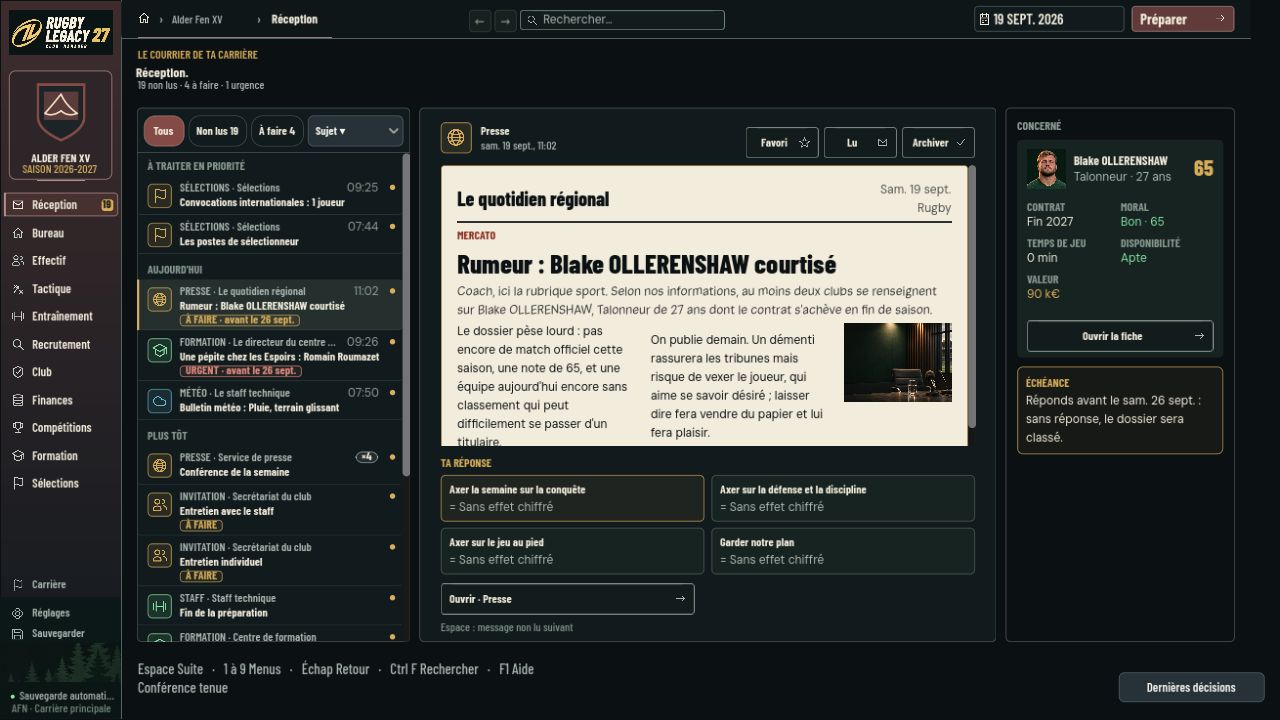 RUGBY
LEGACY 27
CLUB MANAGER
ALDER FEN XV
SAISON 2026-2027
Réception 19
Bureau
Effectif
Tactique
Entraînement
Recrutement
Club
Finances
Compétitions
Formation
Sélections
Carrière
Réglages
Sauvegarder
Sauvegarde automati...
AFN · Carrière principale
› Alder Fen XV › Réception
← → Rechercher...
19 SEPT. 2026
Préparer →
LE COURRIER DE TA CARRIÈRE
Réception.
19 non lus · 4 à faire · 1 urgence
Tous Non lus 19 À faire 4 Sujet ▾
À TRAITER EN PRIORITÉ
SÉLECTIONS · Sélections 09:25
Convocations internationales : 1 joueur
SÉLECTIONS · Sélections 07:44
Les postes de sélectionneur
AUJOURD'HUI
PRESSE · Le quotidien régional 11:02
Rumeur : Blake OLLERENSHAW courtisé
À FAIRE · avant le 26 sept.
FORMATION · Le directeur du centre ... 09:26
Une pépite chez les Espoirs : Romain Roumazet
URGENT · avant le 26 sept.
MÉTÉO · Le staff technique 07:50
Bulletin météo : Pluie, terrain glissant
PLUS TÔT
PRESSE · Service de presse ×4
Conférence de la semaine
INVITATION · Secrétariat du club
Entretien avec le staff
À FAIRE
INVITATION · Secrétariat du club
Entretien individuel
À FAIRE
STAFF · Staff technique
Fin de la préparation
FORMATION · Centre de formation
Presse
sam. 19 sept., 11:02
Favori Lu Archiver
Le quotidien régional
Sam. 19 sept.
Rugby
MERCATO
Rumeur : Blake OLLERENSHAW courtisé
Coach, ici la rubrique sport. Selon nos informations, au moins deux clubs se renseignent
sur Blake OLLERENSHAW, Talonneur de 27 ans dont le contrat s'achève en fin de saison.
Le dossier pèse lourd : pas
encore de match officiel cette
saison, une note de 65, et une
équipe aujourd'hui encore sans
classement qui peut
difficilement se passer d'un
titulaire.
On publie demain. Un démenti
rassurera les tribunes mais
risque de vexer le joueur, qui
aime se savoir désiré ; laisser
dire fera vendre du papier et lui
fera plaisir.
TA RÉPONSE
Axer la semaine sur la conquête
= Sans effet chiffré
Axer sur la défense et la discipline
= Sans effet chiffré
Axer sur le jeu au pied
= Sans effet chiffré
Garder notre plan
= Sans effet chiffré
Ouvrir · Presse →
Espace : message non lu suivant
CONCERNÉ
Blake OLLERENSHAW
Talonneur · 27 ans
65
CONTRAT MORAL
Fin 2027 Bon · 65
TEMPS DE JEU DISPONIBILITÉ
0 min Apte
VALEUR
90 k€
Ouvrir la fiche →
ÉCHÉANCE
Réponds avant le sam. 26 sept. :
sans réponse, le dossier sera
classé.
Espace Suite · 1 à 9 Menus · Échap Retour · Ctrl F Rechercher · F1 Aide
Conférence tenue
Dernières décisions